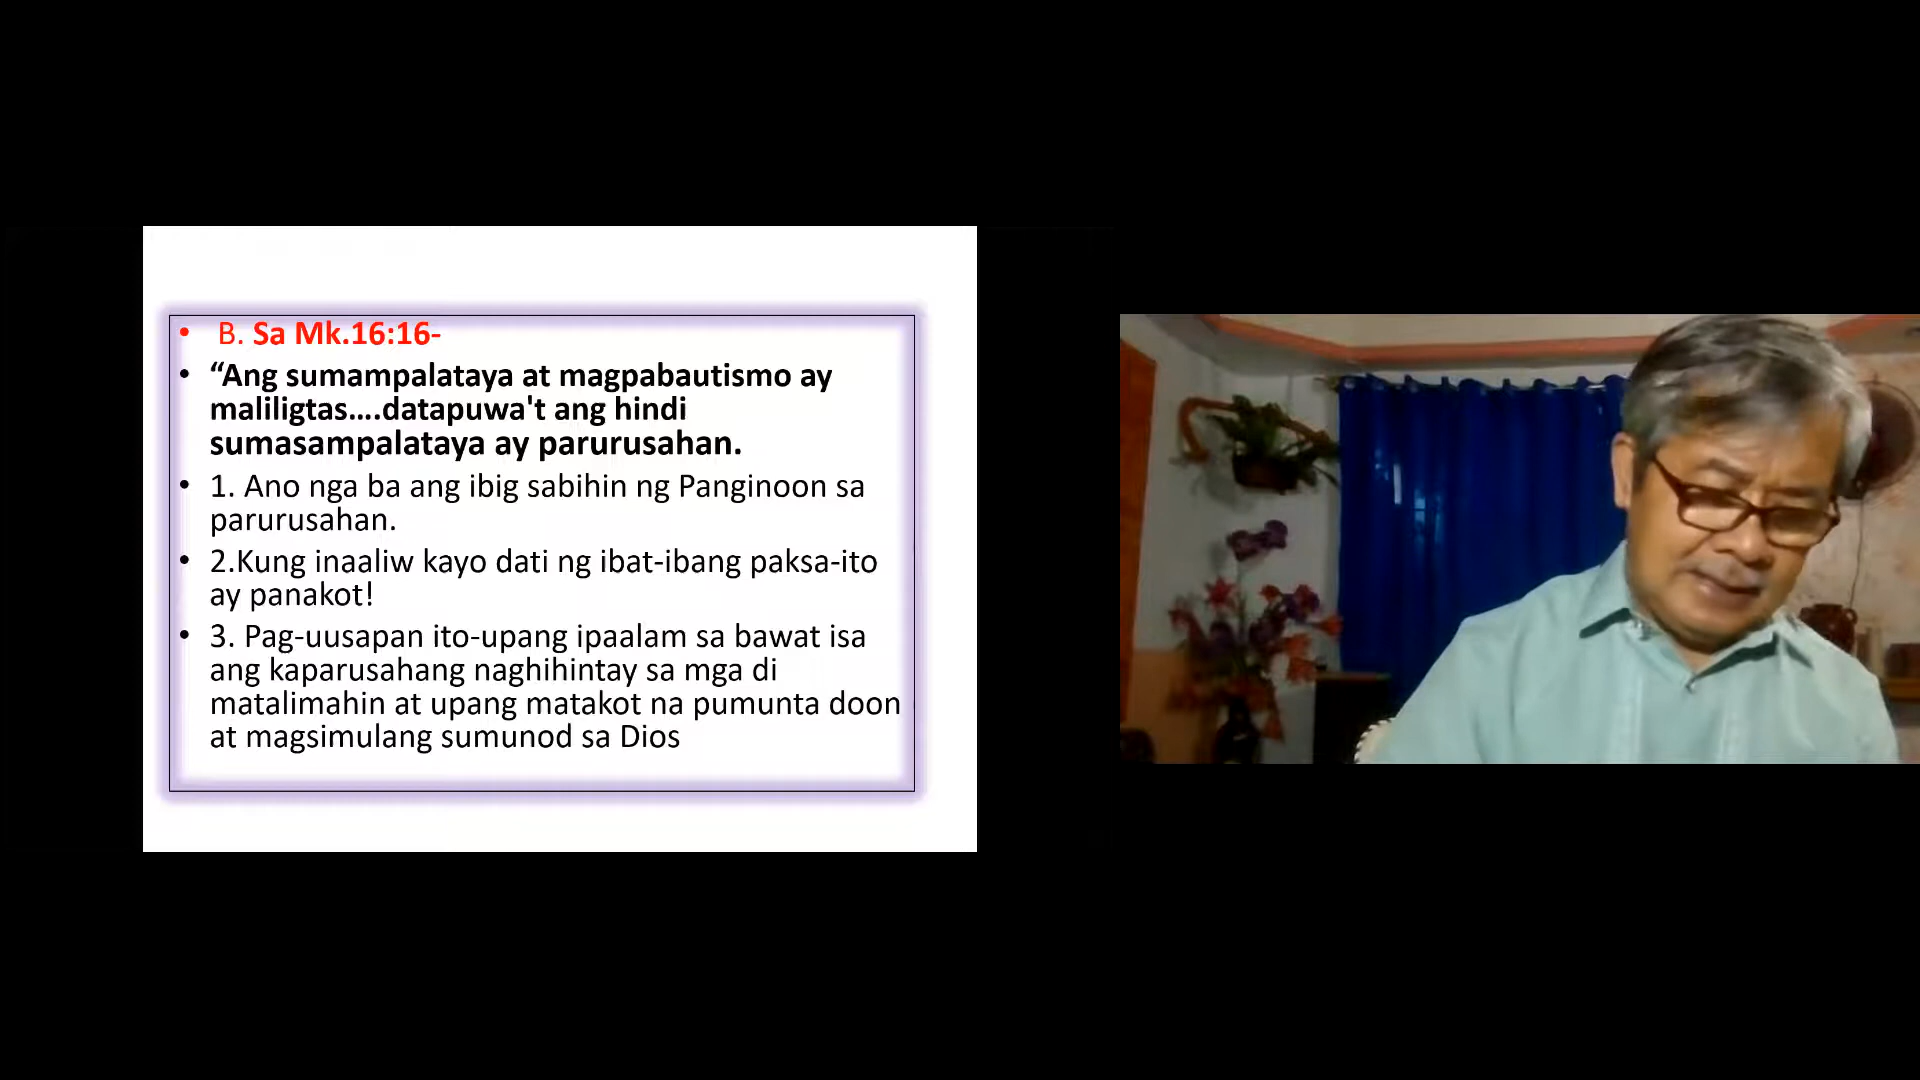 • B. Sa Mk.16:16-
• “Ang sumampalataya at magpabautismo ay
maliligtas….datapuwa't ang hindi
sumasampalataya ay parurusahan.
• 1. Ano nga ba ang ibig sabihin ng Panginoon sa
parurusahan.
• 2.Kung inaaliw kayo dati ng ibat-ibang paksa-ito
ay panakot!
• 3. Pag-uusapan ito-upang ipaalam sa bawat isa
ang kaparusahang naghihintay sa mga di
matalimahin at upang matakot na pumunta doon
at magsimulang sumunod sa Dios